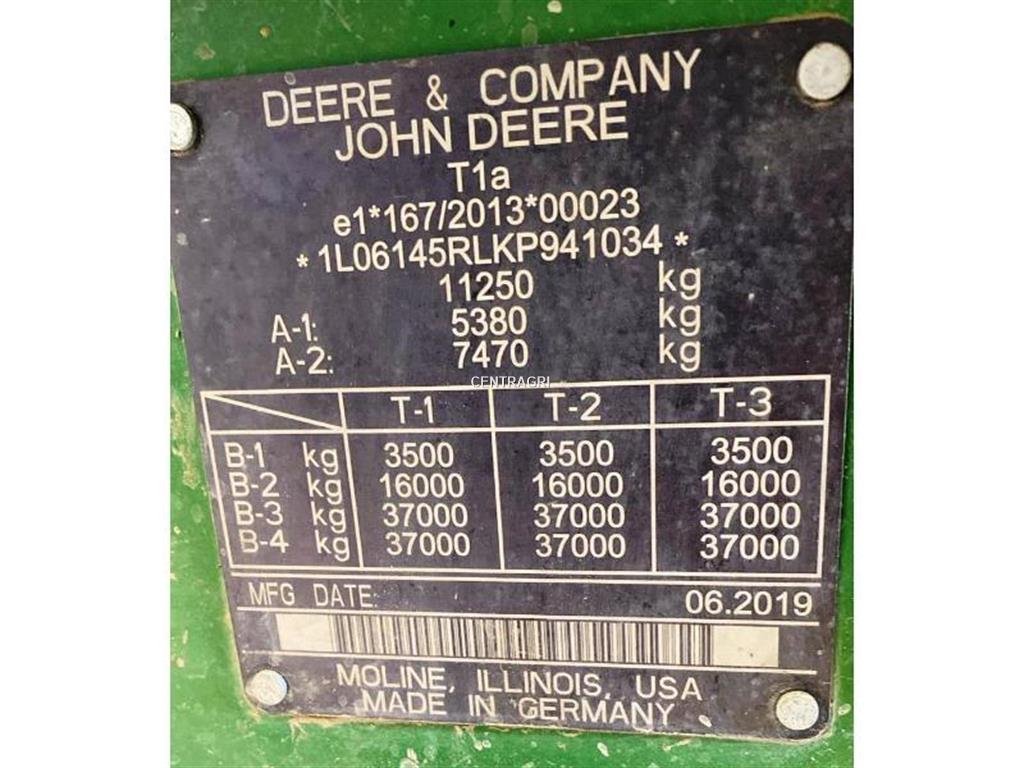 DEERE & COMPANY
JOHN DEERE
T1a
e1*167/2013*00023
*1L06145RLKP941034*
11250 kg
A-1: 5380 kg
A-2: 7470 kg
CENTRAGRI
T-1 T-2 T-3
B-1 kg 3500 3500 3500
B-2 kg 16000 16000 16000
B-3 kg 37000 37000 37000
B-4 kg 37000 37000 37000
MFG DATE: 06.2019
MOLINE, ILLINOIS, USA
MADE IN GERMANY